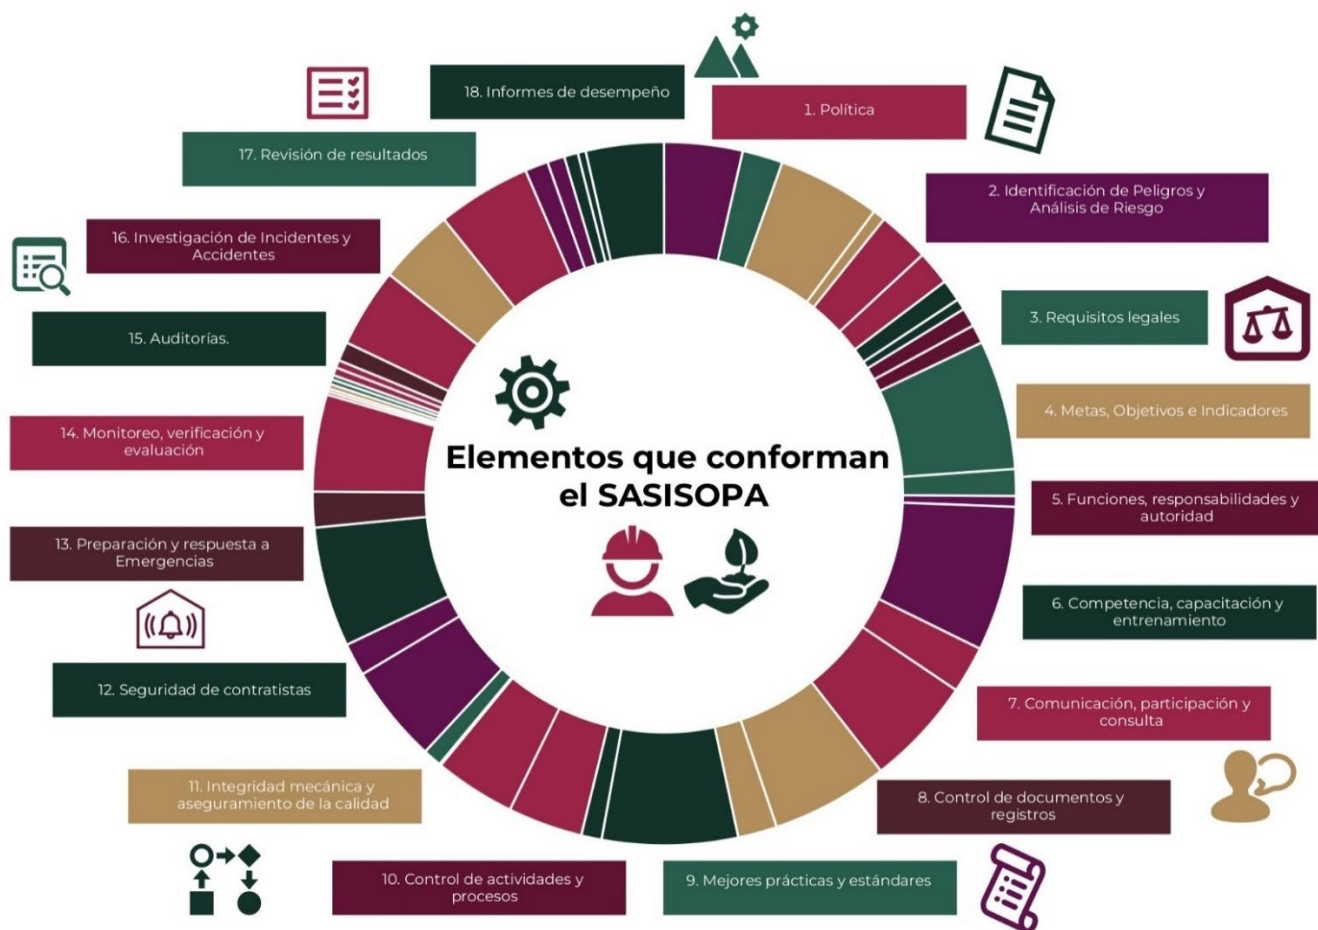 Elementos que conforman
el SASISOPA
1. Política
2. Identificación de Peligros y
Análisis de Riesgo
3. Requisitos legales
4. Metas, Objetivos e Indicadores
5. Funciones, responsabilidades y
autoridad
6. Competencia, capacitación y
entrenamiento
7. Comunicación, participación y
consulta
8. Control de documentos y
registros
9. Mejores prácticas y estándares
10. Control de actividades y
procesos
11. Integridad mecánica y
aseguramiento de la calidad
12. Seguridad de contratistas
13. Preparación y respuesta a
Emergencias
14. Monitoreo, verificación y
evaluación
15. Auditorías.
16. Investigación de Incidentes y
Accidentes
17. Revisión de resultados
18. Informes de desempeño